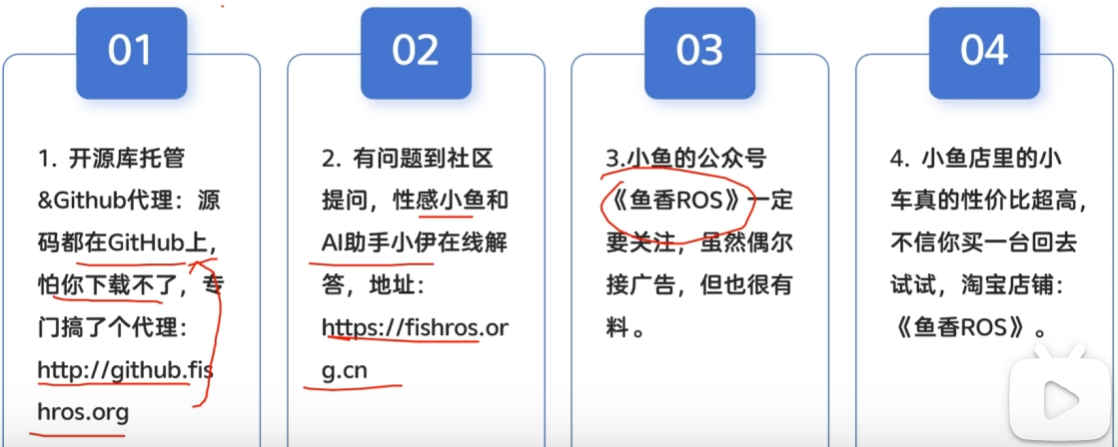 01
1. 开源库托管
&Github代理：源
码都在GitHub上，
怕你下载不了，专
门搞了个代理：
http://github.fis
hros.org
02
2. 有问题到社区
提问，性感小鱼和
AI助手小伊在线解
答，地址：
https://fishros.or
g.cn
03
3.小鱼的公众号
《鱼香ROS》一定
要关注，虽然偶尔
接广告，但也很有
料。
04
4. 小鱼店里的小
车真的性价比超高，
不信你买一台回去
试试，淘宝店铺：
《鱼香ROS》。